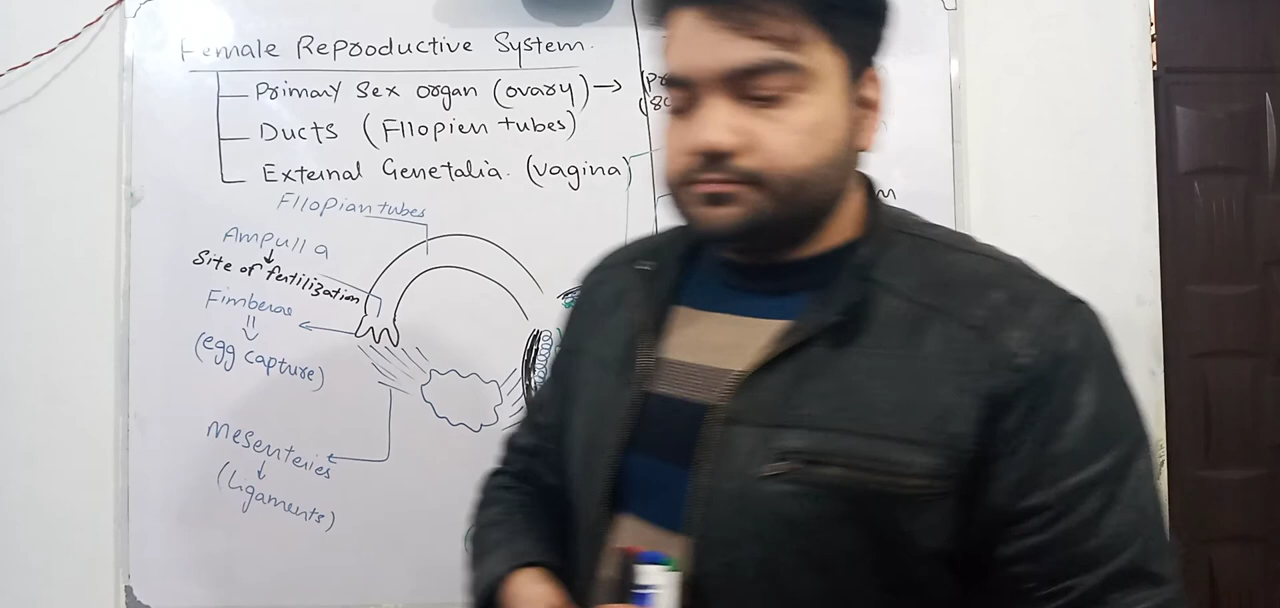 Female Reproductive System.
Primary Sex organ (ovary) →
Ducts (Fllopien tubes)
External Genetalia. (vagina)
Fllopian tubes
Ampulla
Site of fertilization
Fimberae
(egg capture)
Mesenteries
(Ligaments)